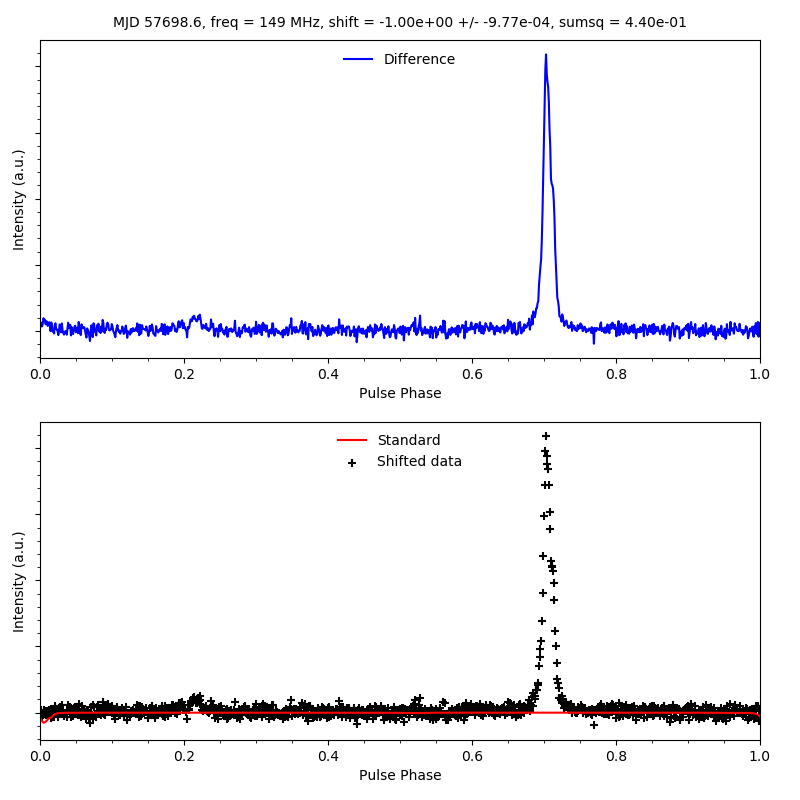 MJD 57698.6, freq = 149 MHz, shift = -1.00e+00 +/- -9.77e-04, sumsq = 4.40e-01
Difference
Intensity (a.u.)
0.0 0.2 0.4 0.6 0.8 1.0
Pulse Phase
Standard
Shifted data
Intensity (a.u.)
0.0 0.2 0.4 0.6 0.8 1.0
Pulse Phase